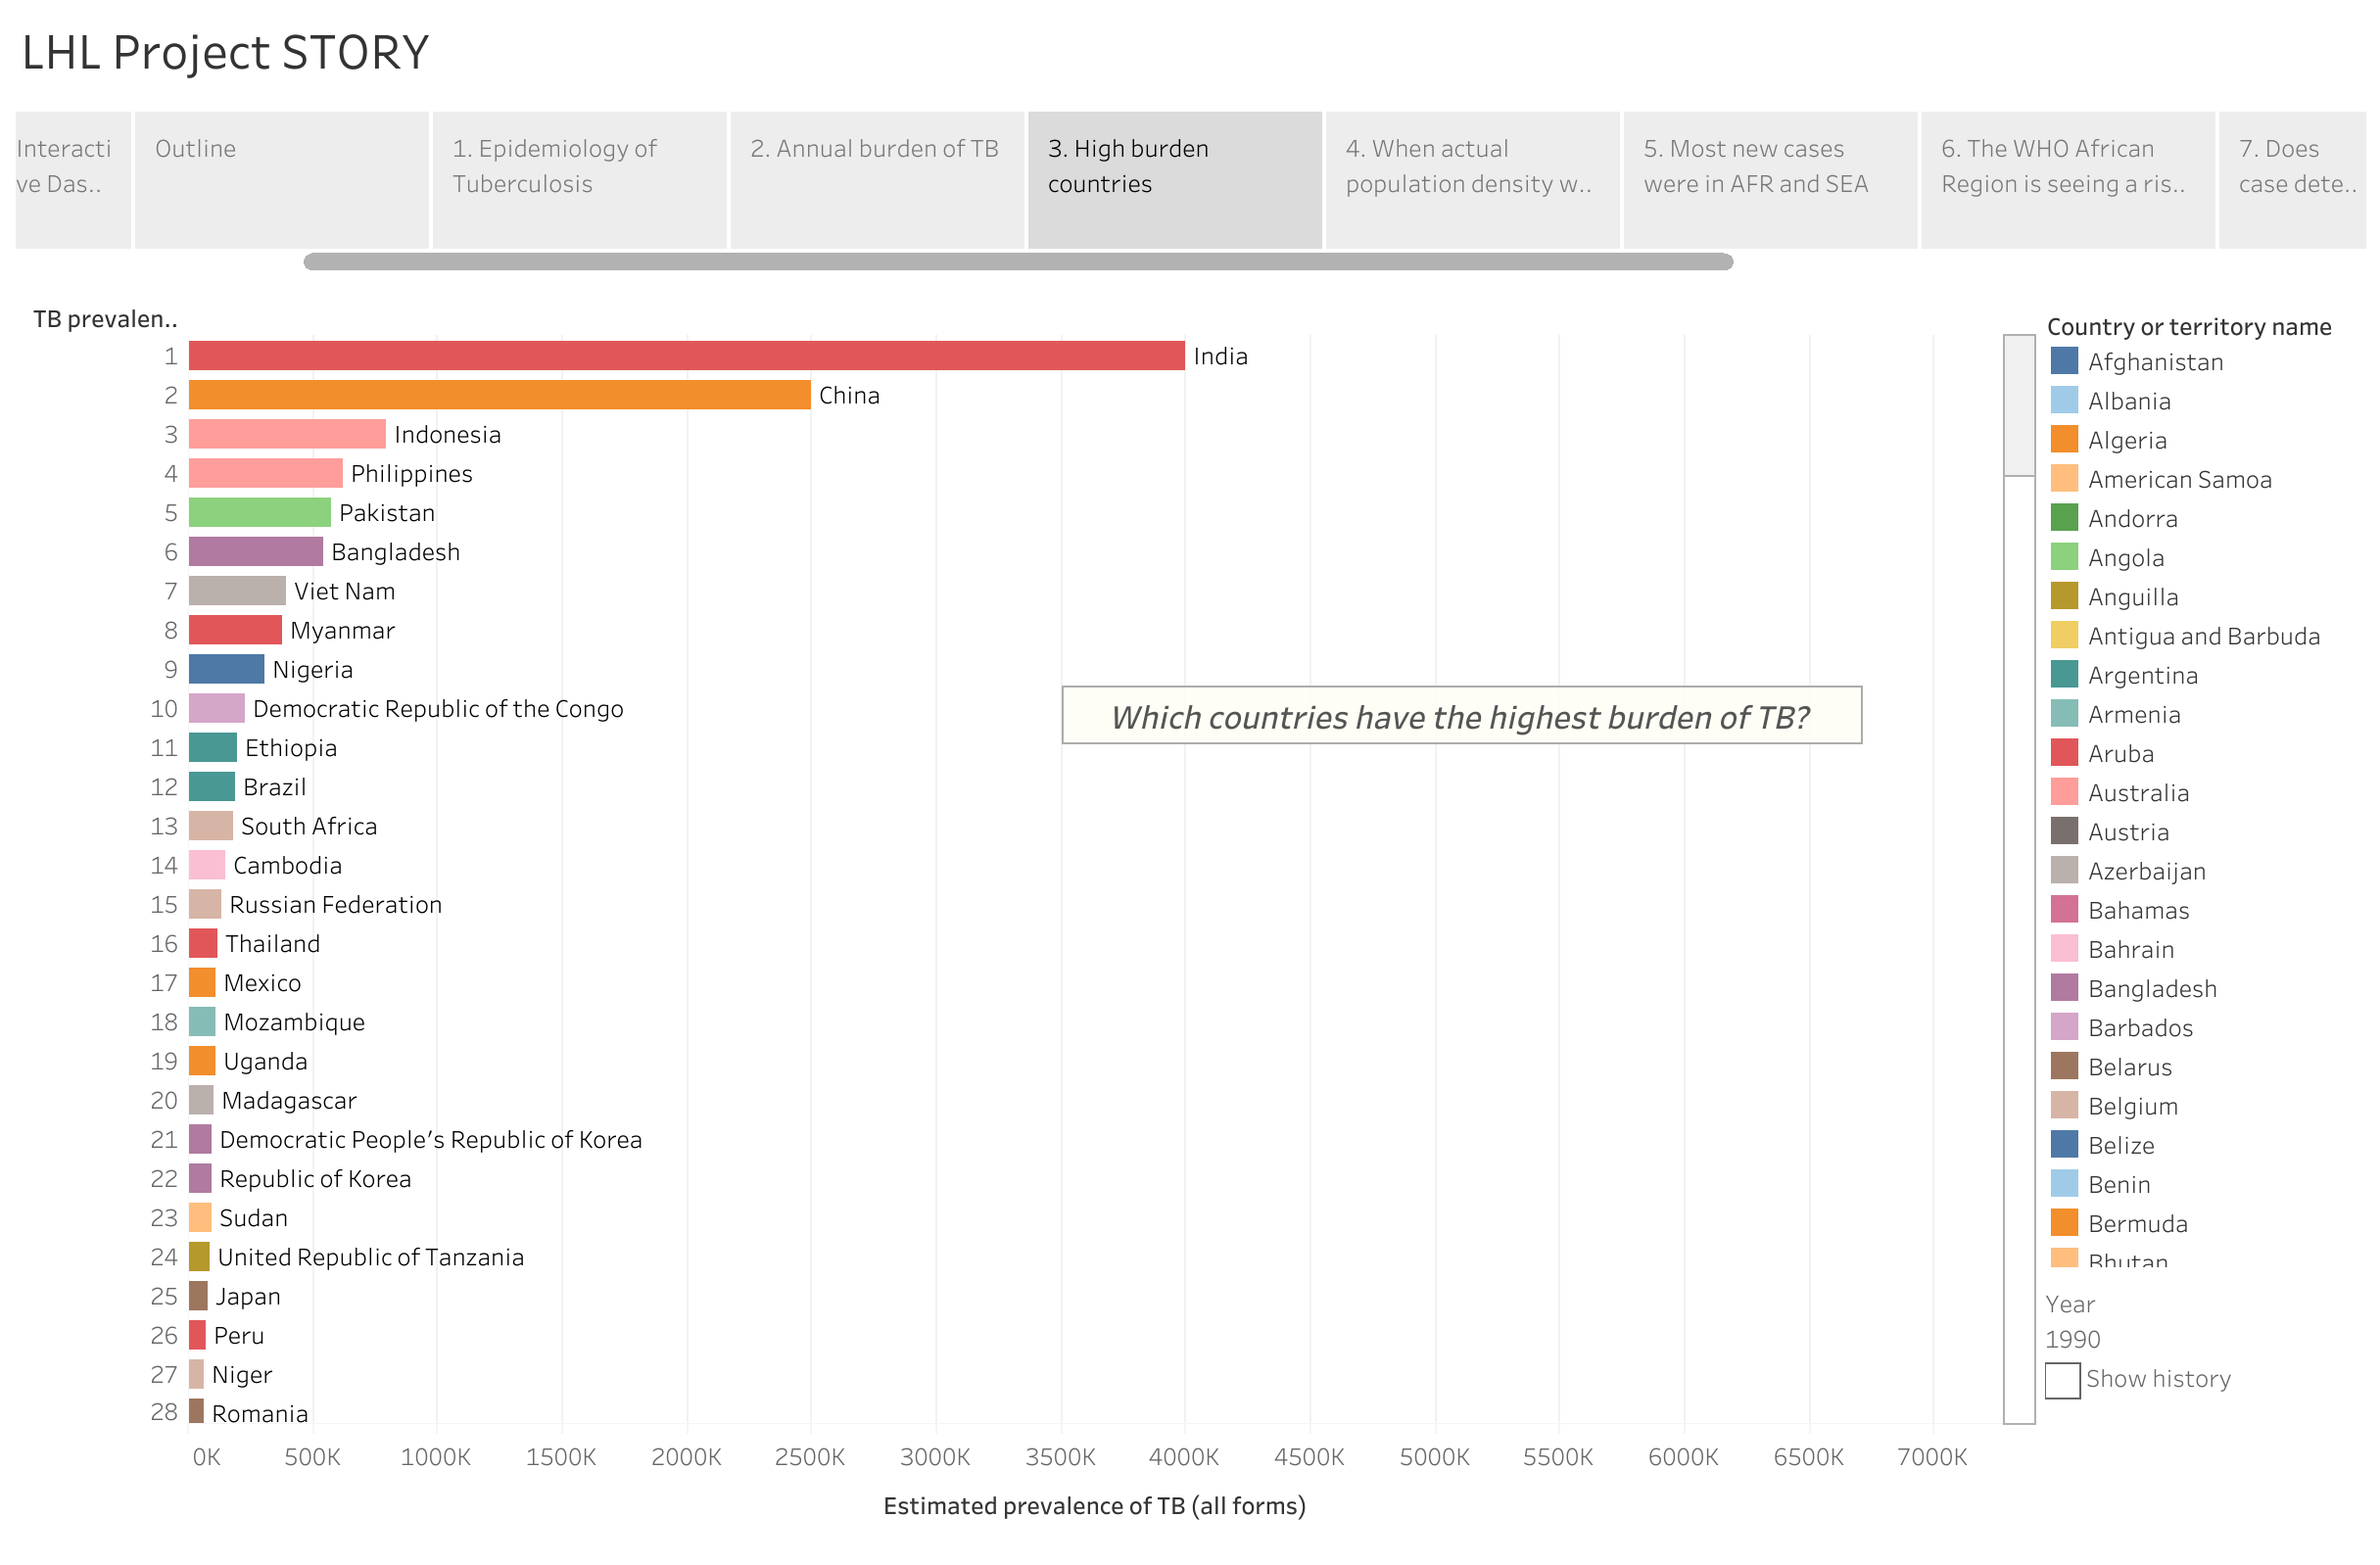 LHL Project STORY
Interacti
ve Das..
Outline
1. Epidemiology of
Tuberculosis
2. Annual burden of TB
3. High burden
countries
4. When actual
population density w..
5. Most new cases
were in AFR and SEA
6. The WHO African
Region is seeing a ris..
7. Does
case dete..
TB prevalen..
1 India
2 China
3 Indonesia
4 Philippines
5 Pakistan
6 Bangladesh
7 Viet Nam
8 Myanmar
9 Nigeria
10 Democratic Republic of the Congo
11 Ethiopia
12 Brazil
13 South Africa
14 Cambodia
15 Russian Federation
16 Thailand
17 Mexico
18 Mozambique
19 Uganda
20 Madagascar
21 Democratic People’s Republic of Korea
22 Republic of Korea
23 Sudan
24 United Republic of Tanzania
25 Japan
26 Peru
27 Niger
28 Romania
Which countries have the highest burden of TB?
0K 500K 1000K 1500K 2000K 2500K 3000K 3500K 4000K 4500K 5000K 5500K 6000K 6500K 7000K
Estimated prevalence of TB (all forms)
Country or territory name
Afghanistan
Albania
Algeria
American Samoa
Andorra
Angola
Anguilla
Antigua and Barbuda
Argentina
Armenia
Aruba
Australia
Austria
Azerbaijan
Bahamas
Bahrain
Bangladesh
Barbados
Belarus
Belgium
Belize
Benin
Bermuda
Bhutan
Year
1990
Show history